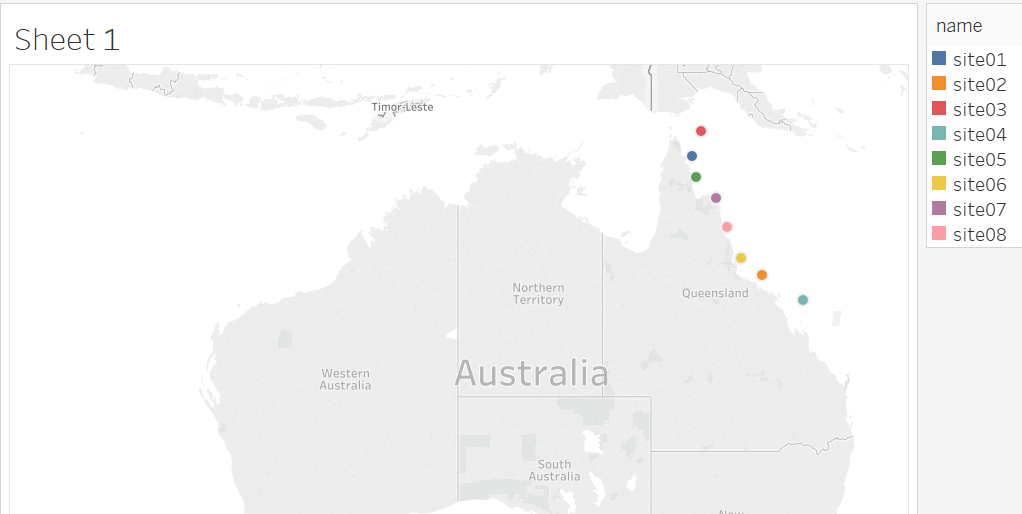 Sheet 1
name
site01
site02
site03
site04
site05
site06
site07
site08
Timor-Leste
Northern
Territory
Queensland
Western
Australia
Australia
South
Australia
New